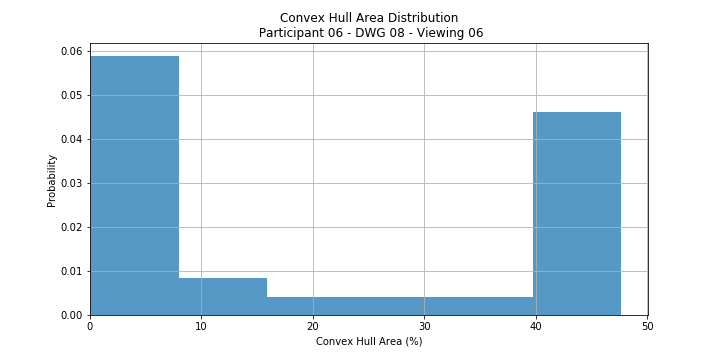 Convex Hull Area Distribution
Participant 06 - DWG 08 - Viewing 06
0.06
0.05
0.04
0.03
0.02
0.01
0.00
Probability
0 10 20 30 40 50
Convex Hull Area (%)